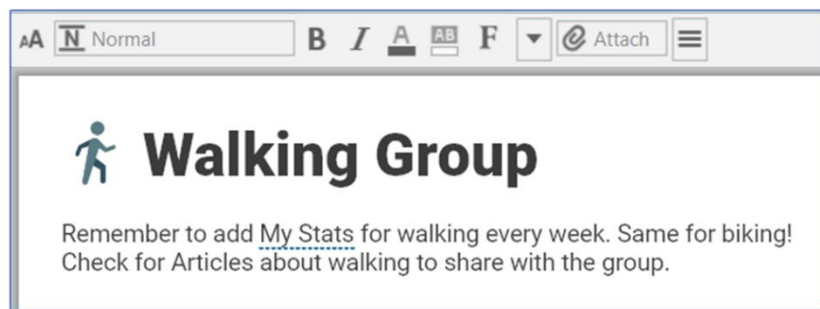 AA N Normal B I A AB F Attach
Walking Group
Remember to add My Stats for walking every week. Same for biking!
Check for Articles about walking to share with the group.